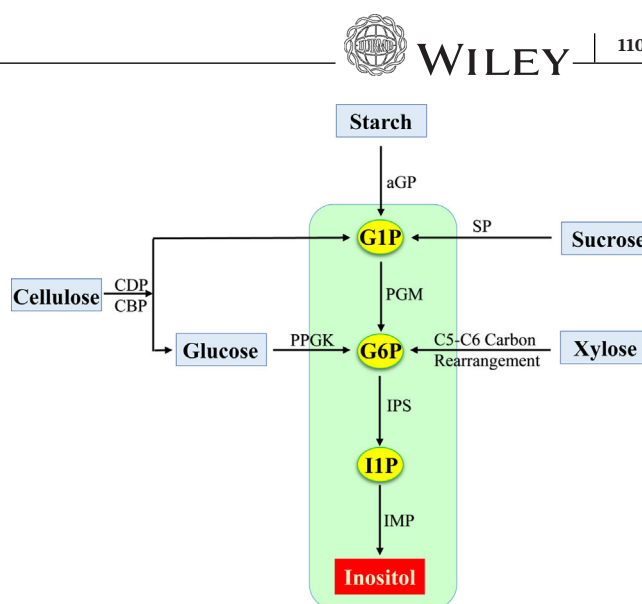 IUBMB
WILEY
110
Starch
aGP
G1P
SP
Sucrose
CDP
CBP
Cellulose
PGM
Glucose
PPGK
G6P
C5-C6 Carbon
Rearrangement
Xylose
IPS
I1P
IMP
Inositol